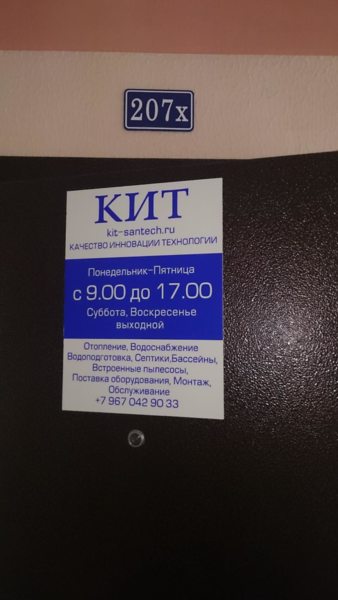 207х
КИТ
kit-santech.ru
КАЧЕСТВО ИННОВАЦИИ ТЕХНОЛОГИИ
Понедельник-Пятница
с 9.00 до 17.00
Суббота, Воскресенье
выходной
Отопление, Водоснабжение
Водоподготовка, Септики,Бассейны,
Встроенные пылесосы,
Поставка оборудования, Монтаж,
Обслуживание
+7 967 042 90 33